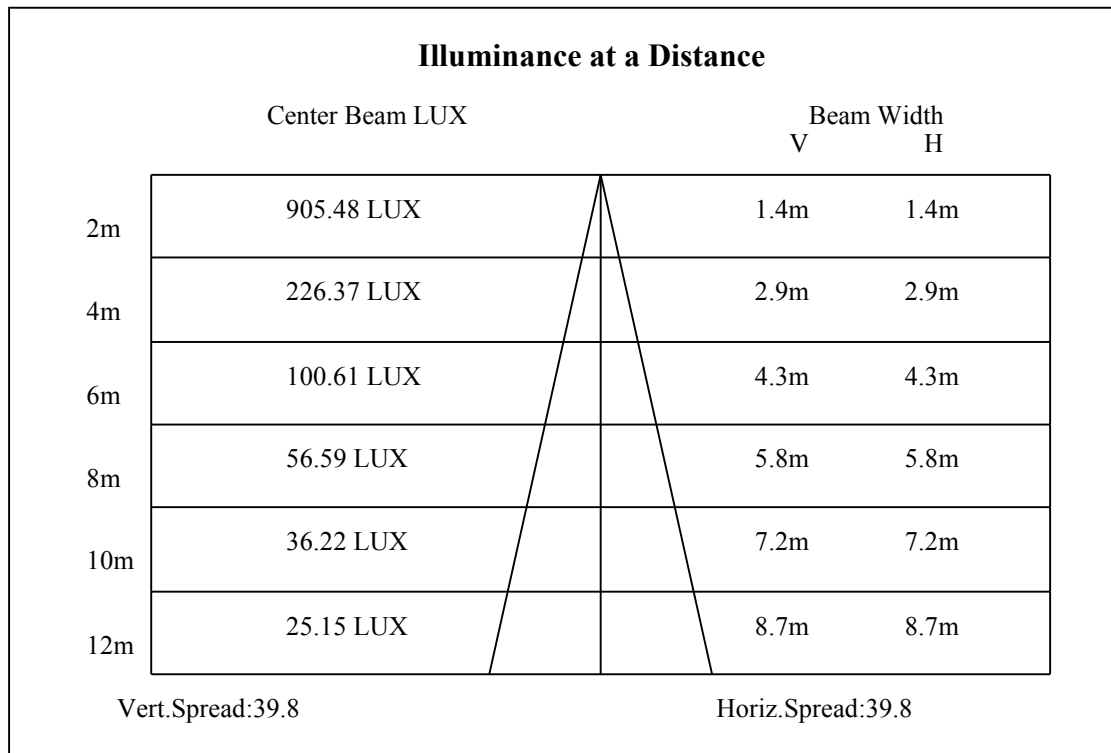 Illuminance at a Distance
Center Beam LUX Beam Width
V H
2m 905.48 LUX 1.4m 1.4m
4m 226.37 LUX 2.9m 2.9m
6m 100.61 LUX 4.3m 4.3m
8m 56.59 LUX 5.8m 5.8m
10m 36.22 LUX 7.2m 7.2m
12m 25.15 LUX 8.7m 8.7m
Vert.Spread:39.8 Horiz.Spread:39.8